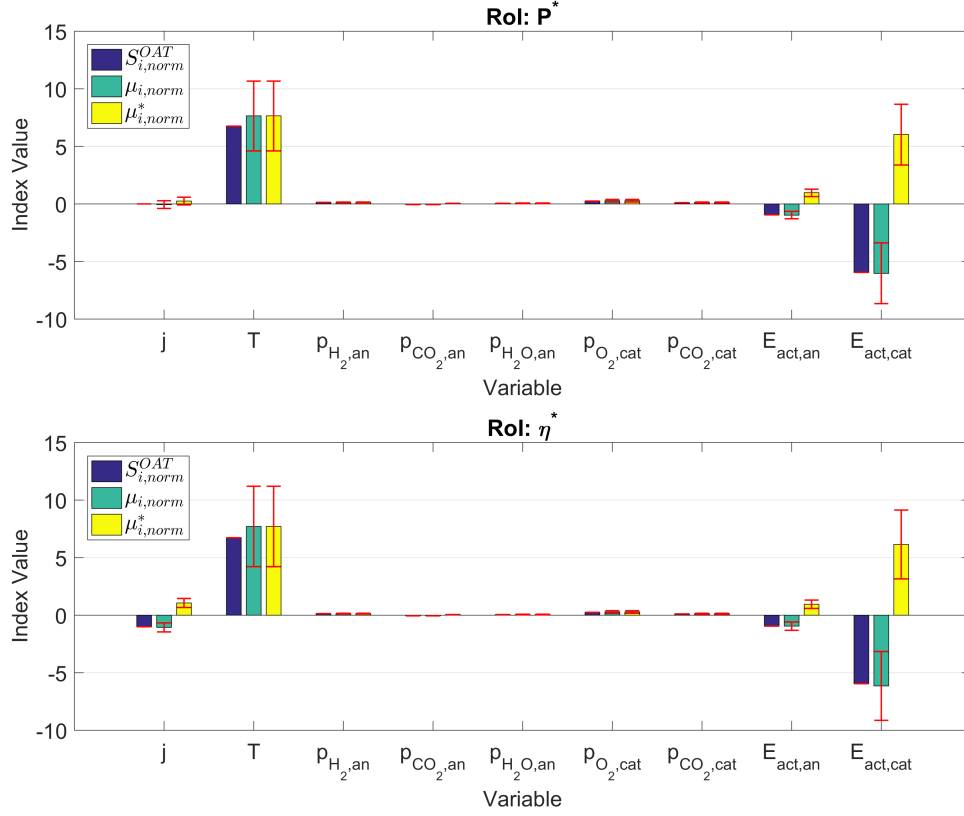 RoI: P*
15
10
5
0
-5
-10
Index Value
S_{i,norm}^{OAT}
μ_{i,norm}
μ*_{i,norm}
j T p_{H_2,an} p_{CO_2,an} p_{H_2O,an} p_{O_2,cat} p_{CO_2,cat} E_{act,an} E_{act,cat}
Variable
RoI: η*
15
10
5
0
-5
-10
Index Value
S_{i,norm}^{OAT}
μ_{i,norm}
μ*_{i,norm}
j T p_{H_2,an} p_{CO_2,an} p_{H_2O,an} p_{O_2,cat} p_{CO_2,cat} E_{act,an} E_{act,cat}
Variable